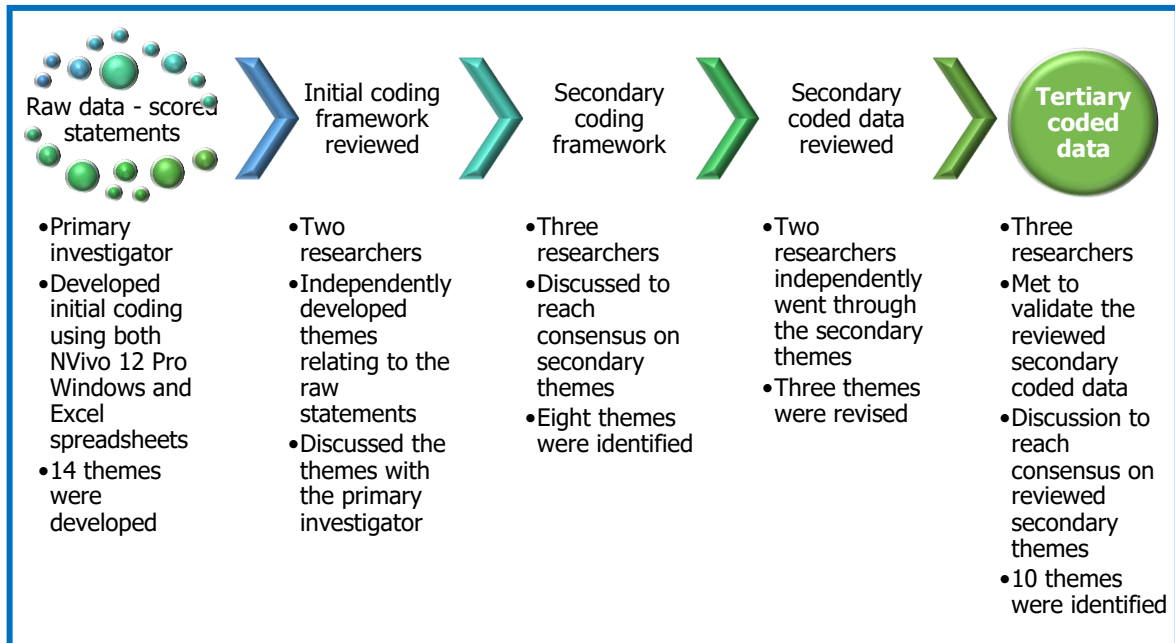 Raw data - scored
statements
Initial coding
framework
reviewed
Secondary
coding
framework
Secondary
coded data
reviewed
Tertiary
coded
data
•Primary
investigator
•Developed
initial coding
using both
NVivo 12 Pro
Windows and
Excel
spreadsheets
•14 themes
were
developed
•Two
researchers
•Independently
developed
themes
relating to the
raw
statements
•Discussed the
themes with
the primary
investigator
•Three
researchers
•Discussed to
reach
consensus on
secondary
themes
•Eight themes
were identified
•Two
researchers
independently
went through
the secondary
themes
•Three themes
were revised
•Three
researchers
•Met to
validate the
reviewed
secondary
coded data
•Discussion to
reach
consensus on
reviewed
secondary
themes
•10 themes
were identified